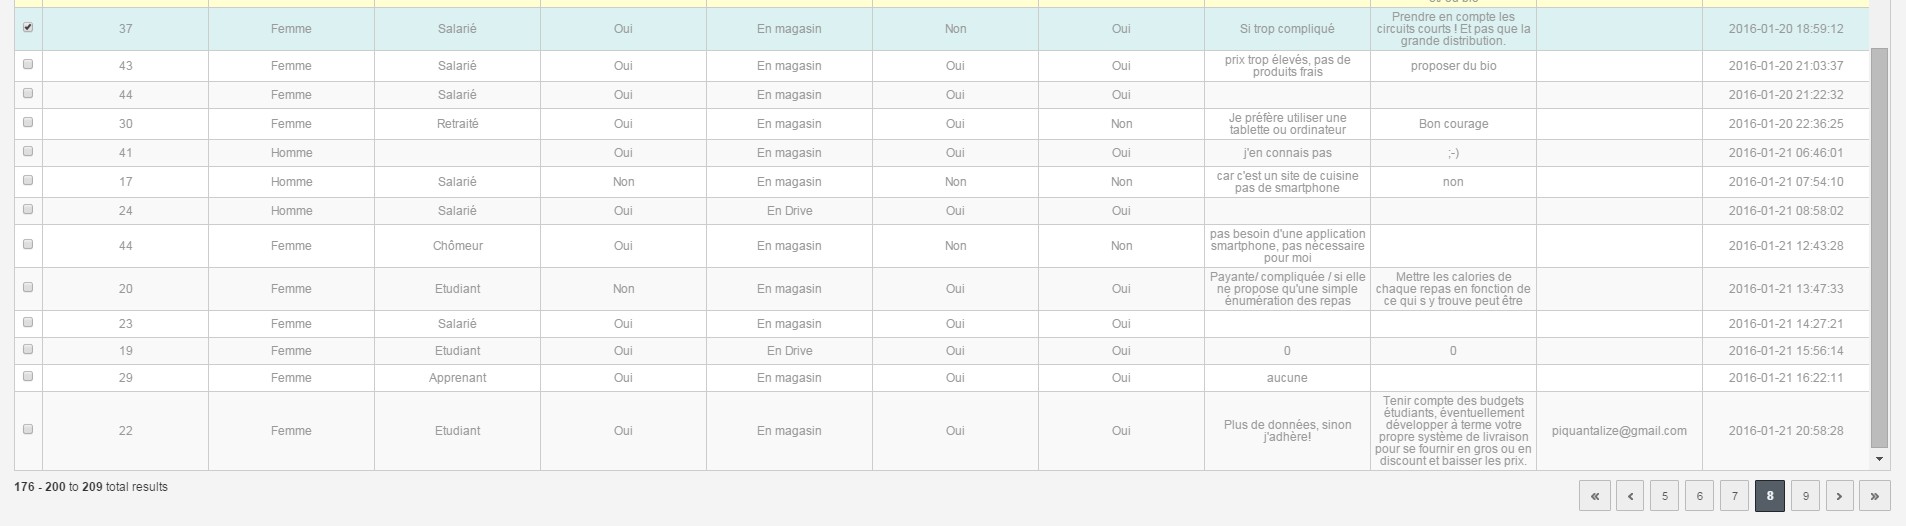 37 Femme Salarié Oui En magasin Non Oui Si trop compliqué Prendre en compte les circuits courts ! Et pas que la grande distribution. 2016-01-20 18:59:12
43 Femme Salarié Oui En magasin Oui Oui prix trop élevés, pas de produits frais proposer du bio 2016-01-20 21:03:37
44 Femme Salarié Oui En magasin Oui Oui 2016-01-20 21:22:32
30 Femme Retraité Oui En magasin Oui Non Je préfère utiliser une tablette ou ordinateur Bon courage 2016-01-20 22:36:25
41 Homme Oui En magasin Oui Oui j'en connais pas ;-) 2016-01-21 06:46:01
17 Homme Salarié Non En magasin Non Non car c'est un site de cuisine pas de smartphone non 2016-01-21 07:54:10
24 Homme Salarié Oui En Drive Oui Oui 2016-01-21 08:58:02
44 Femme Chômeur Oui En magasin Non Non pas besoin d'une application smartphone, pas nécessaire pour moi 2016-01-21 12:43:28
20 Femme Etudiant Non En magasin Oui Oui Payante/ compliquée / si elle ne propose qu'une simple énumération des repas Mettre les calories de chaque repas en fonction de ce qui s y trouve peut être 2016-01-21 13:47:33
23 Femme Salarié Oui En magasin Oui Oui 2016-01-21 14:27:21
19 Femme Etudiant Oui En Drive Oui Oui 0 0 2016-01-21 15:56:14
29 Femme Apprenant Oui En magasin Oui Oui aucune 2016-01-21 16:22:11
22 Femme Etudiant Oui En magasin Oui Oui Plus de données, sinon j'adhère! Tenir compte des budgets étudiants, éventuellement développer à terme votre propre système de livraison pour se fournir en gros ou en discount et baisser les prix. piquantalize@gmail.com 2016-01-21 20:58:28
176 - 200 to 209 total results « ‹ 5 6 7 8 9 › »